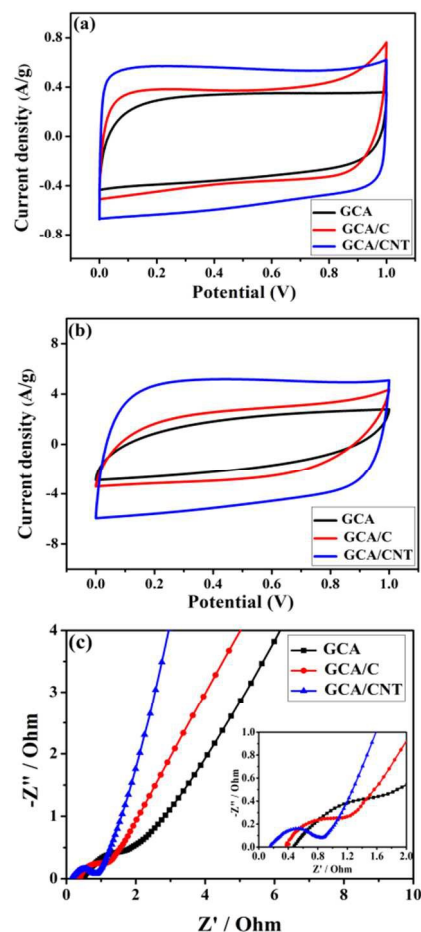 (a)
Current density (A/g)
0.8
0.4
0.0
-0.4
-0.8
GCA
GCA/C
GCA/CNT
0.0 0.2 0.4 0.6 0.8 1.0
Potential (V)
(b)
Current density (A/g)
8
4
0
-4
-8
GCA
GCA/C
GCA/CNT
0.0 0.2 0.4 0.6 0.8 1.0
Potential (V)
(c)
-Z'' / Ohm
4
3
2
1
0
GCA
GCA/C
GCA/CNT
-Z'' / Ohm
1.0
0.8
0.6
0.4
0.2
0.0
0.0 0.4 0.8 1.2 1.6 2.0
Z' / Ohm
0 2 4 6 8 10
Z' / Ohm